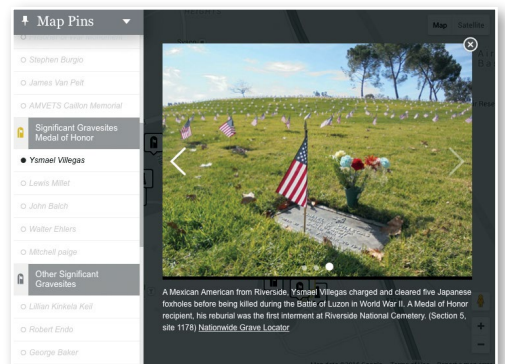 Map Pins
Stephen Burgio
James Van Pelt
AMVETS Carillon Memorial
Significant Gravesites
Medal of Honor
Ysmael Villegas
Lewis Millet
John Balch
Walter Ehlers
Mitchell paige
Other Significant
Gravesites
Lillian Kinkela Keil
Robert Endo
George Baker
Map
Satellite
A Mexican American from Riverside, Ysmael Villegas charged and cleared five Japanese
foxholes before being killed during the Battle of Luzon in World War II. A Medal of Honor
recipient, his reburial was the first interment at Riverside National Cemetery. (Section 5,
site 1178) Nationwide Grave Locator